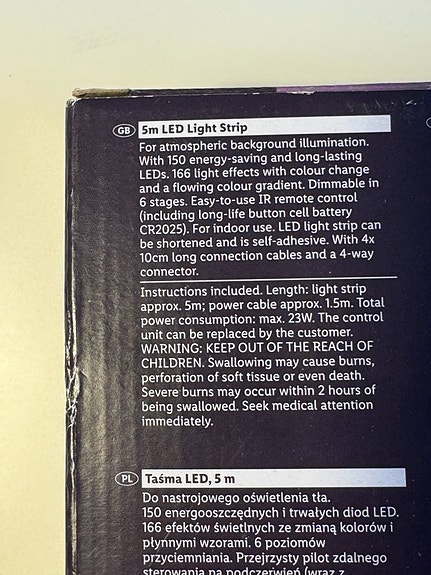 GB 5m LED Light Strip
For atmospheric background illumination.
With 150 energy-saving and long-lasting
LEDs. 166 light effects with colour change
and a flowing colour gradient. Dimmable in
6 stages. Easy-to-use IR remote control
(including long-life button cell battery
CR2025). For indoor use. LED light strip can
be shortened and is self-adhesive. With 4x
10cm long connection cables and a 4-way
connector.
Instructions included. Length: light strip
approx. 5m; power cable approx. 1.5m. Total
power consumption: max. 23W. The control
unit can be replaced by the customer.
WARNING: KEEP OUT OF THE REACH OF
CHILDREN. Swallowing may cause burns,
perforation of soft tissue or even death.
Severe burns may occur within 2 hours of
being swallowed. Seek medical attention
immediately.
PL Taśma LED, 5 m
Do nastrojowego oświetlenia tła.
150 energooszczędnych i trwałych diod LED.
166 efektów świetlnych ze zmianą kolorów i
płynnymi wzorami. 6 poziomów
przyciemniania. Przejrzysty pilot zdalnego
sterowania na podczerwień (wraz z